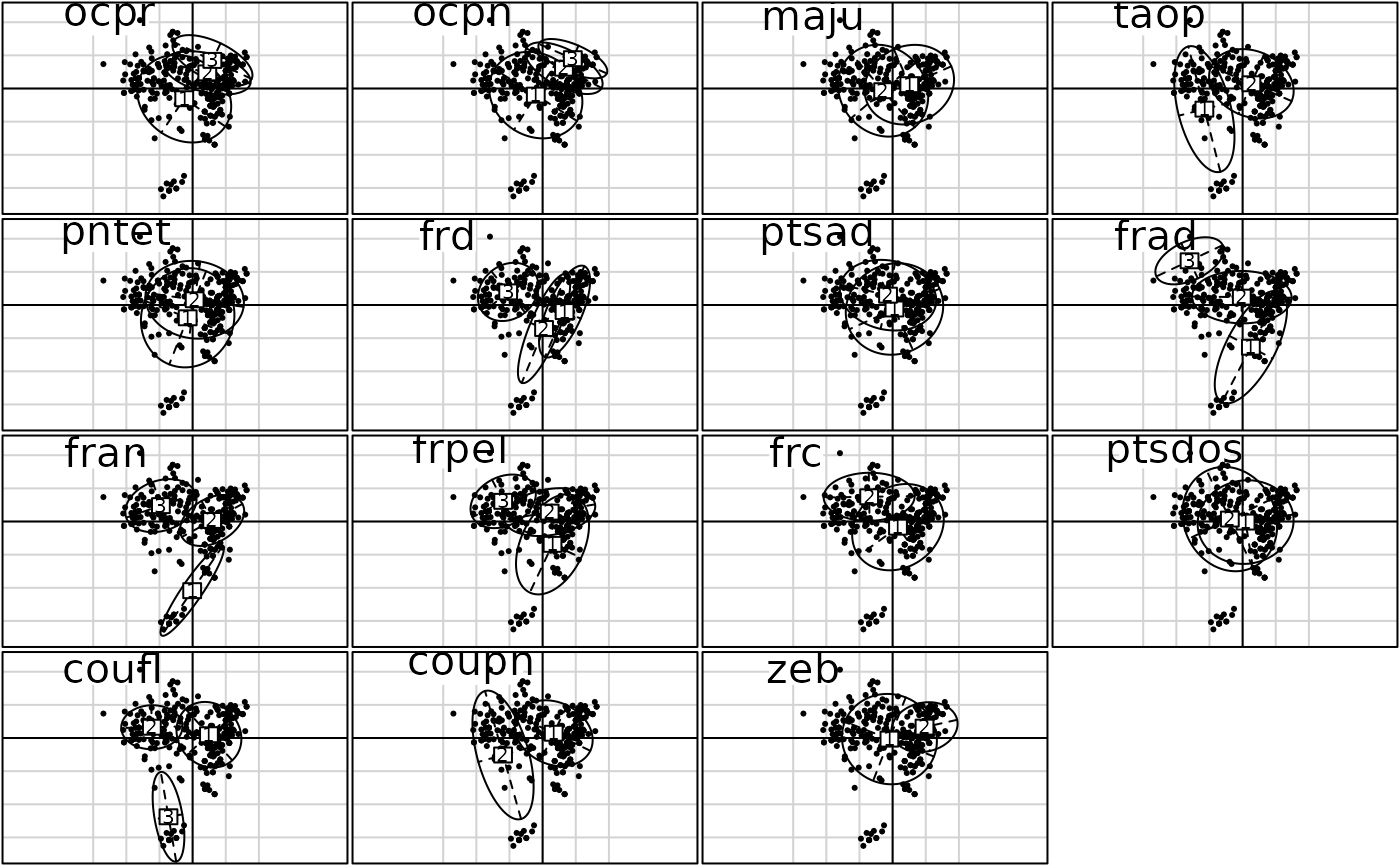 ocpr ocpn maju taop
3 2 1 3 2 1 2 1 2 1
pntet frd ptsad frad
2 1 3 1 2 2 1 3 2 1
fran frpel frc ptsdos
3 2 1 3 2 1 2 1 2 1
coufl coupn zeb
2 1 3 1 2 2 1